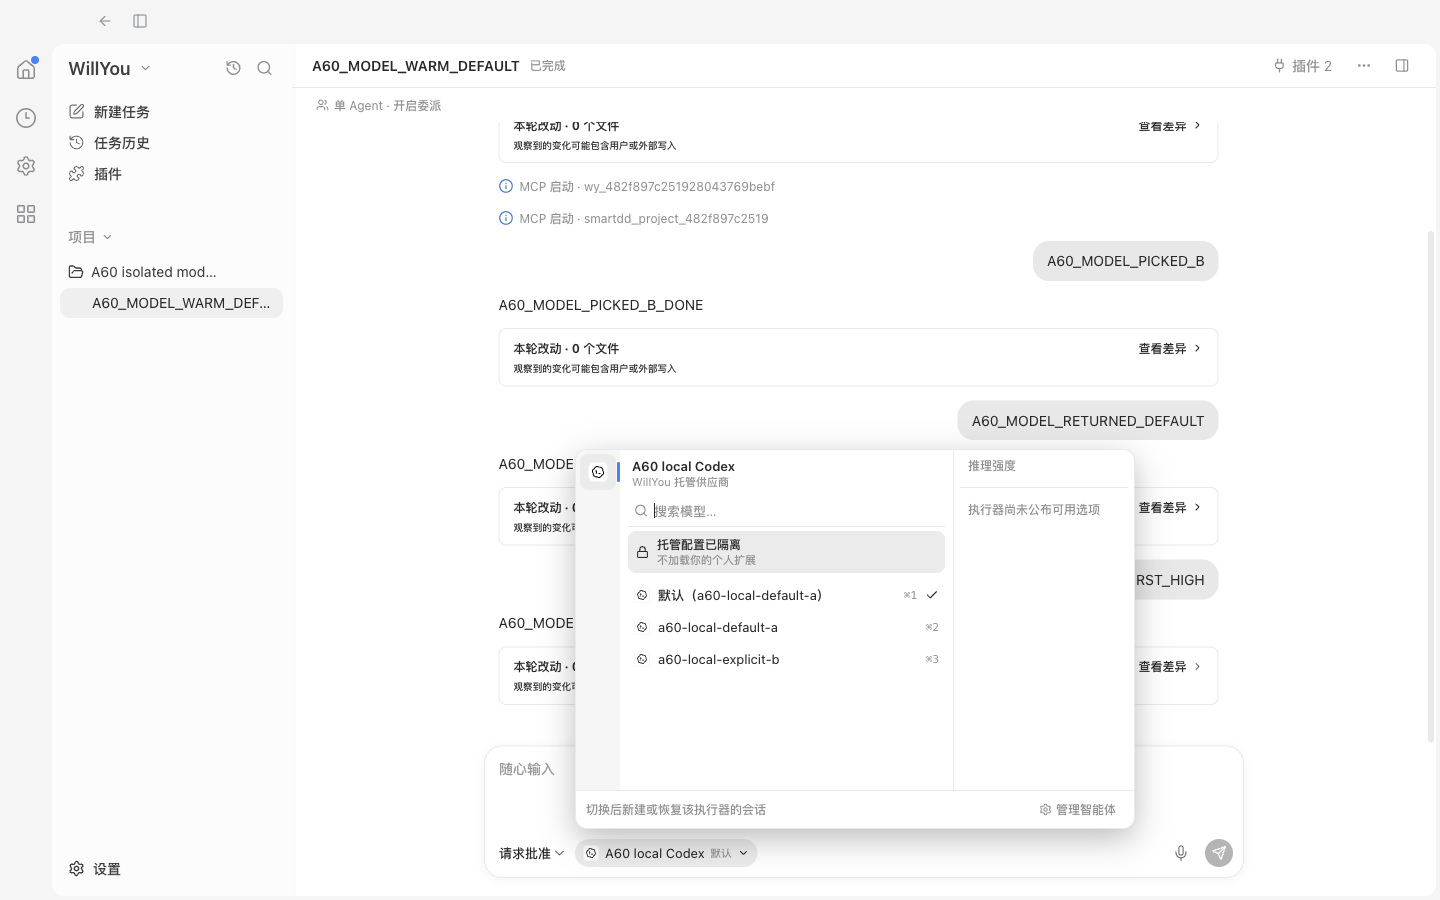 WillYou
新建任务
任务历史
插件
项目
A60 isolated mod...
A60_MODEL_WARM_DEF...
设置
A60_MODEL_WARM_DEFAULT 已完成
插件 2
单 Agent · 开启委派
本轮改动 · 0 个文件 查看差异
观察到的变化可能包含用户或外部写入
MCP 启动 · wy_482f897c251928043769bebf
MCP 启动 · smartdd_project_482f897c2519
A60_MODEL_PICKED_B
A60_MODEL_PICKED_B_DONE
本轮改动 · 0 个文件 查看差异
观察到的变化可能包含用户或外部写入
A60_MODEL_RETURNED_DEFAULT
A60_MODE
本轮改动 · 查看差异
观察到的变化
RST_HIGH
A60_MODE
本轮改动 · 查看差异
观察到的变化
A60 local Codex
WillYou 托管供应商
搜索模型...
托管配置已隔离
不加载你的个人扩展
默认（a60-local-default-a） ⌘1
a60-local-default-a ⌘2
a60-local-explicit-b ⌘3
推理强度
执行器尚未公布可用选项
切换后新建或恢复该执行器的会话
管理智能体
随心输入
请求批准
A60 local Codex 默认